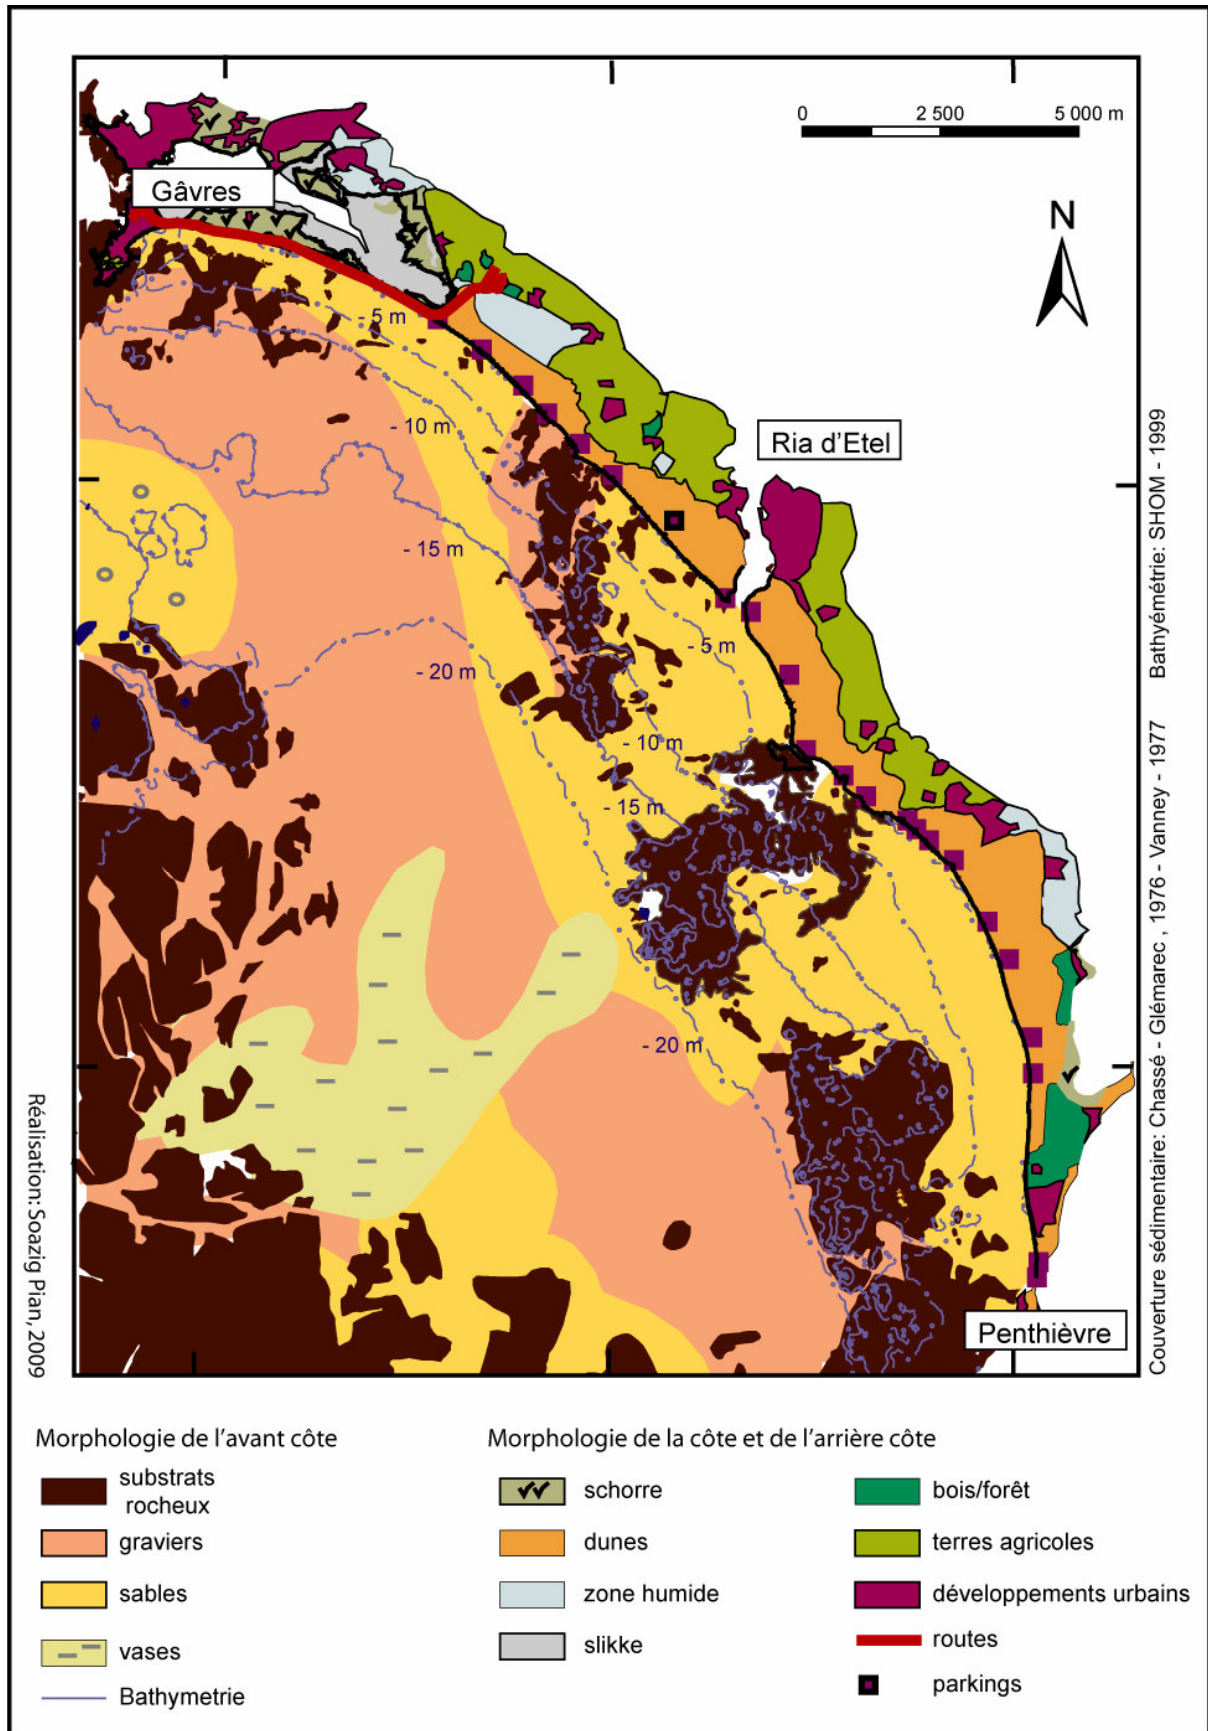 0 2 500 5 000 m
Gâvres
N
- 5 m
- 10 m
Ria d'Etel
- 15 m
- 5 m
- 20 m
- 10 m
- 15 m
- 20 m
Penthièvre
Réalisation: Soazig Pian, 2009
Couverture sédimentaire: Chassé - Glémarec , 1976 - Vanney - 1977 Bathyémétrie: SHOM - 1999
Morphologie de l'avant côte
substrats
rocheux
graviers
sables
vases
Bathymetrie
Morphologie de la côte et de l'arrière côte
schorre
dunes
zone humide
slikke
bois/forêt
terres agricoles
développements urbains
routes
parkings